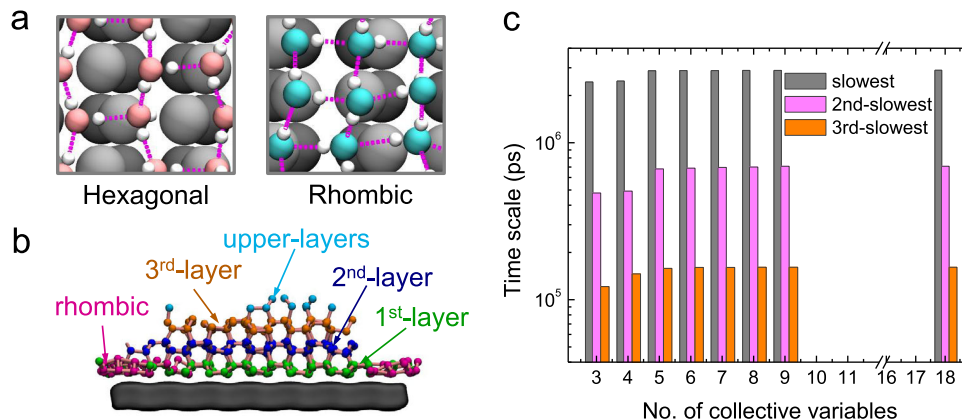 a
Hexagonal
Rhombic
b
upper-layers
3rd-layer
2nd-layer
rhombic
1st-layer
c
slowest
2nd-slowest
3rd-slowest
10^6
10^5
Time scale (ps)
3 4 5 6 7 8 9 10 11 16 17 18
No. of collective variables